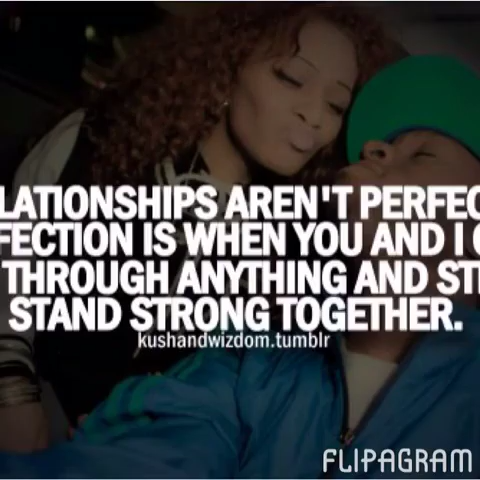 LATIONSHIPS AREN'T PERFEC
FECTION IS WHEN YOU AND I
THROUGH ANYTHING AND ST
STAND STRONG TOGETHER.
kushandwizdom.tumblr
FLIPAGRAM